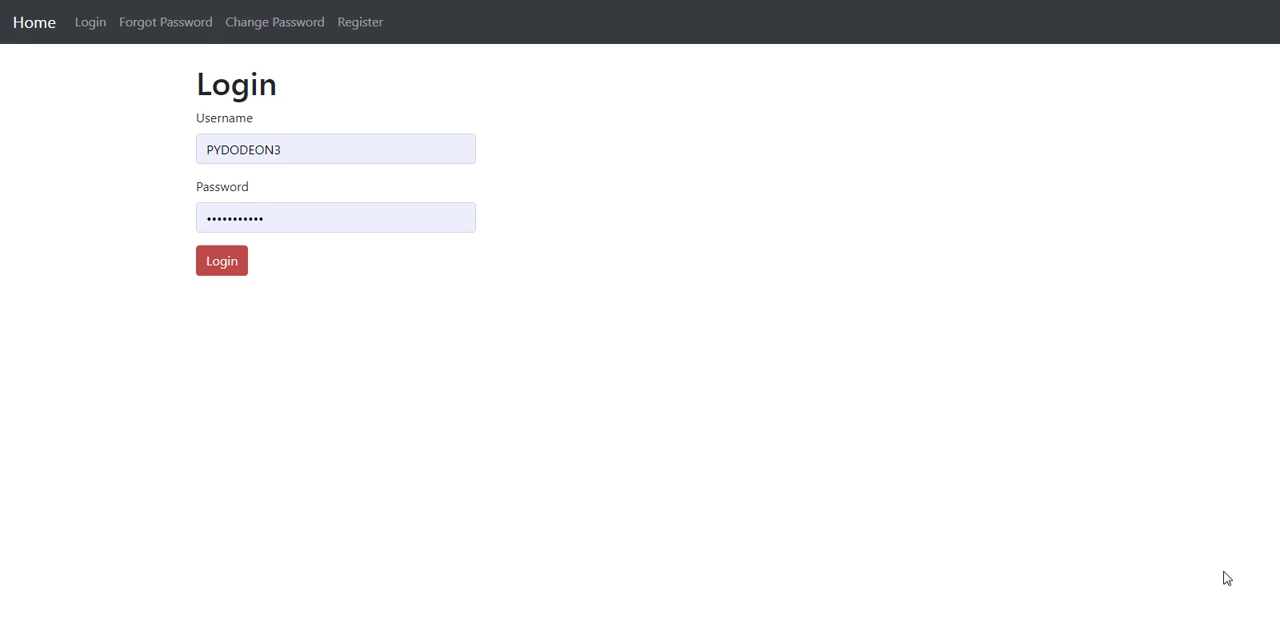 Home Login Forgot Password Change Password Register
Login
Username
PYDODEON3
Password
•••••••••••
Login